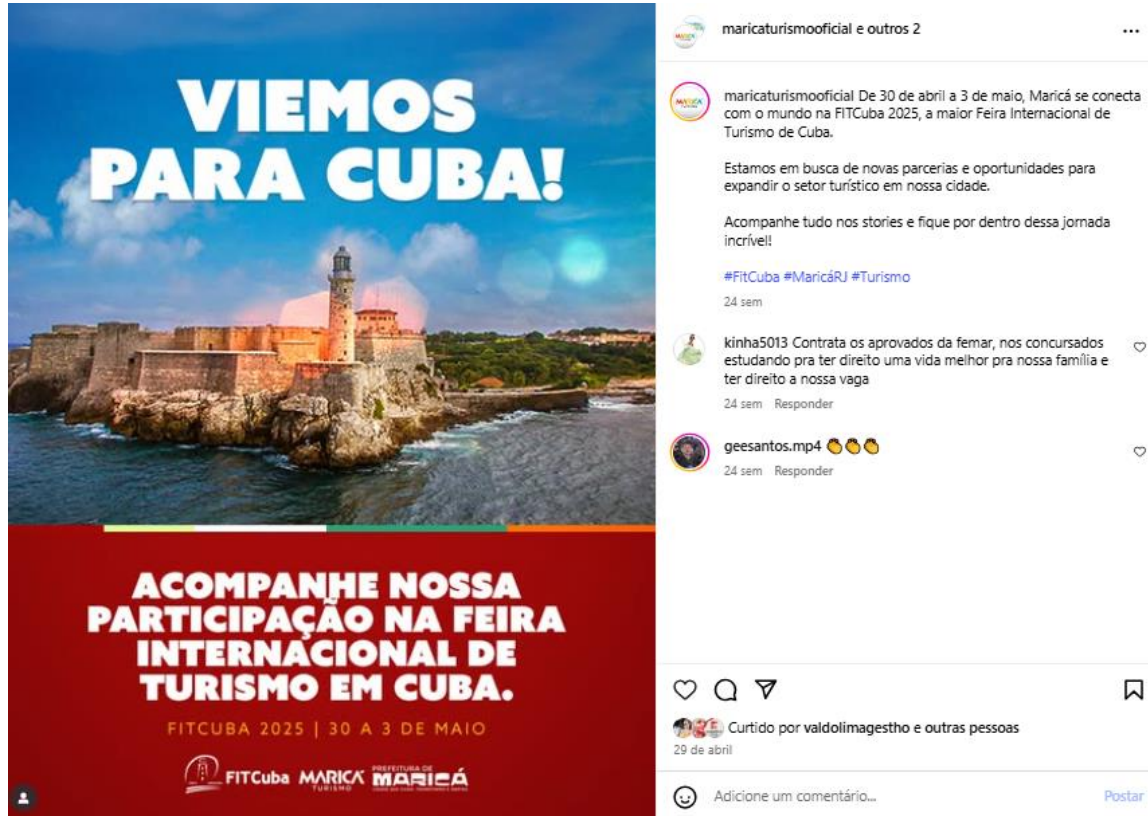 VIEMOS
PARA CUBA!
ACOMPANHE NOSSA
PARTICIPAÇÃO NA FEIRA
INTERNACIONAL DE
TURISMO EM CUBA.
FITCUBA 2025 | 30 A 3 DE MAIO
FITCuba MARICÁ TURISMO PREFEITURA DE MARICÁ
maricaturismooficial e outros 2
maricaturismooficial De 30 de abril a 3 de maio, Maricá se conecta
com o mundo na FITCuba 2025, a maior Feira Internacional de
Turismo de Cuba.
Estamos em busca de novas parcerias e oportunidades para
expandir o setor turístico em nossa cidade.
Acompanhe tudo nos stories e fique por dentro dessa jornada
incrível!
#FitCuba #MaricáRJ #Turismo
24 sem
kinha5013 Contrata os aprovados da femar, nos concursados
estudando pra ter direito uma vida melhor pra nossa família e
ter direito a nossa vaga
24 sem Responder
geesantos.mp4 👏👏👏
24 sem Responder
Curtido por valdolimagestho e outras pessoas
29 de abril
Adicione um comentário... Postar